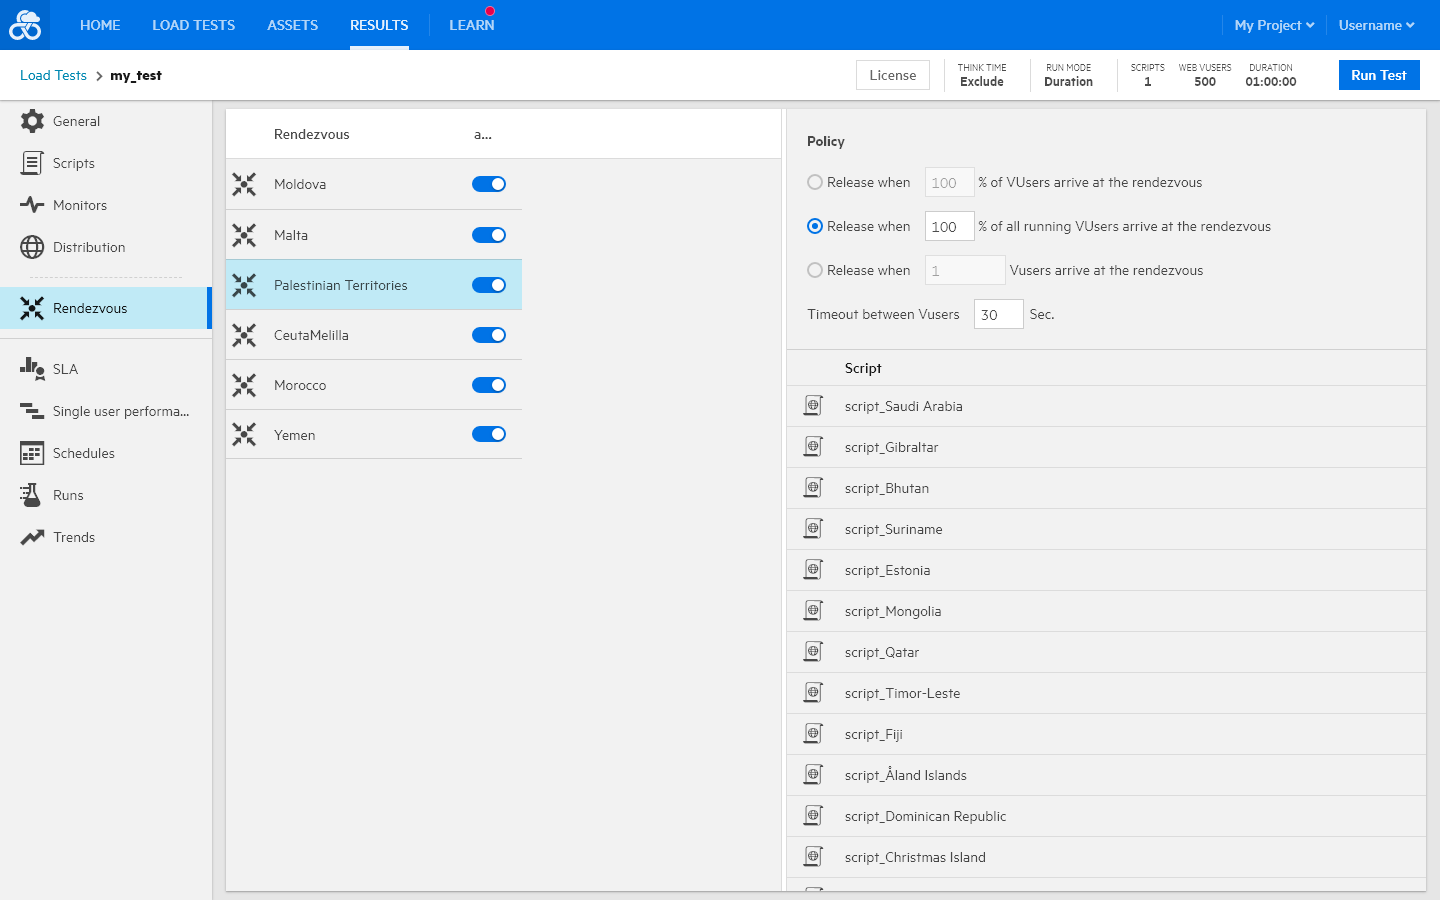 HOME LOAD TESTS ASSETS RESULTS LEARN My Project Username
Load Tests my_test License THINK TIME Exclude RUN MODE Duration SCRIPTS 1 WEB VUSERS 500 DURATION 01:00:00 Run Test
General
Scripts
Monitors
Distribution
Rendezvous
SLA
Single user performa...
Schedules
Runs
Trends
Rendezvous a...
Moldova
Malta
Palestinian Territories
CeutaMelilla
Morocco
Yemen
Policy
Release when 100 % of VUsers arrive at the rendezvous
Release when 100 % of all running VUsers arrive at the rendezvous
Release when 1 Vusers arrive at the rendezvous
Timeout between Vusers 30 Sec.
Script
script_Saudi Arabia
script_Gibraltar
script_Bhutan
script_Suriname
script_Estonia
script_Mongolia
script_Qatar
script_Timor-Leste
script_Fiji
script_Åland Islands
script_Dominican Republic
script_Christmas Island